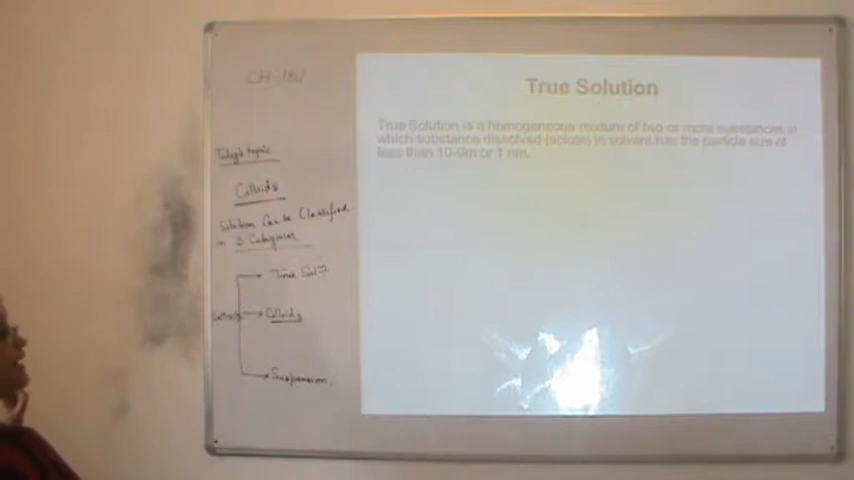 Today's topic
Colloids
Solution Can be Classified
in 3 Categories
True Sol
Colloids
Suspension
True Solution
True Solution is a homogeneous mixture of two or more substances in
which substance dissolved (solute) in solvent has the particle size of
less than 10-9m or 1 nm.